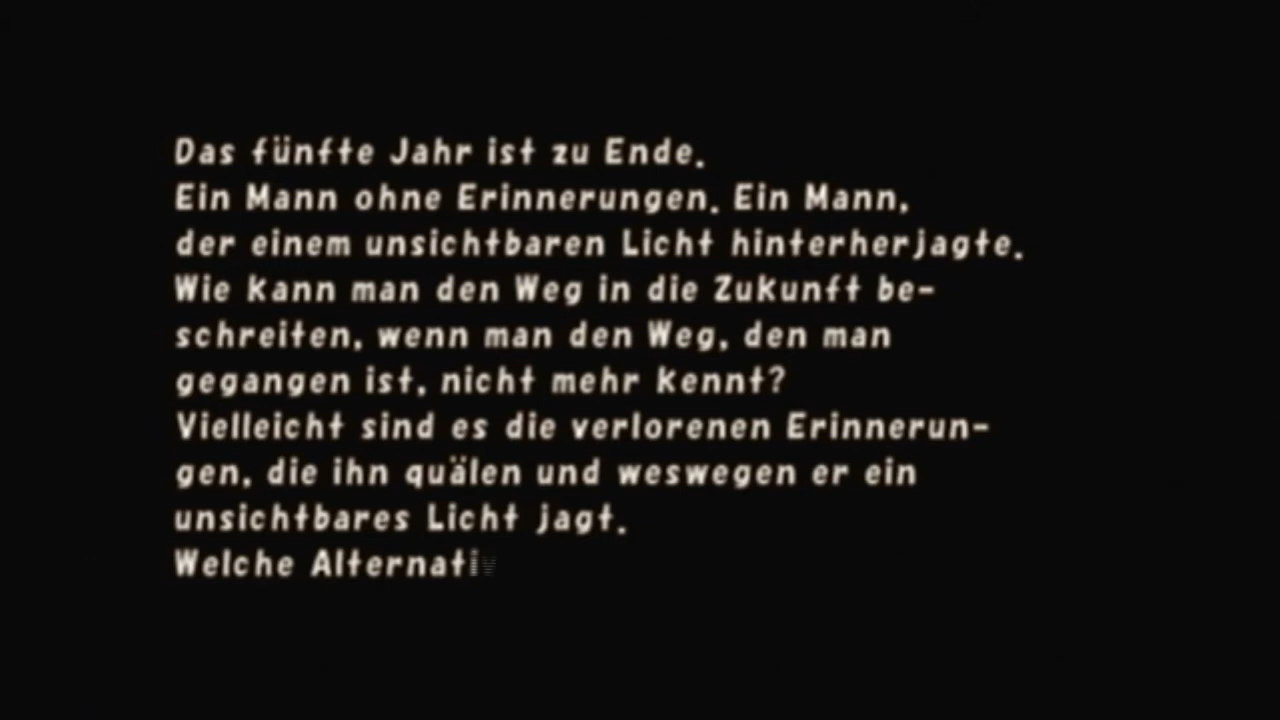 Das fünfte Jahr ist zu Ende.
Ein Mann ohne Erinnerungen. Ein Mann,
der einem unsichtbaren Licht hinterherjagte.
Wie kann man den Weg in die Zukunft be-
schreiten, wenn man den Weg, den man
gegangen ist, nicht mehr kennt?
Vielleicht sind es die verlorenen Erinnerun-
gen, die ihn quälen und weswegen er ein
unsichtbares Licht jagt.
Welche Alternativ